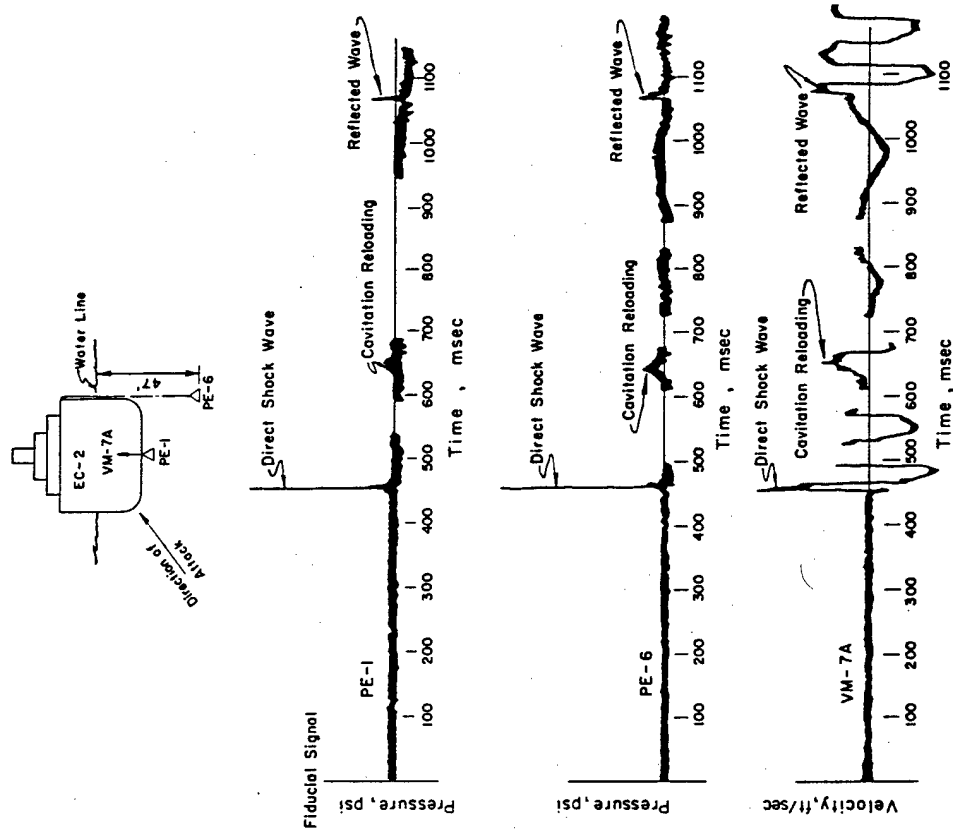 EC-2
VM-7A
PE-1
Water Line
47'
PE-6
Direction of
Attack
Fiducial Signal
Pressure, psi
PE-1
Direct Shock Wave
Cavitation Reloading
Reflected Wave
100 200 300 400 500 600 700 800 900 1000 1100
Time, msec
Pressure, psi
PE-6
Direct Shock Wave
Cavitation Reloading
Reflected Wave
100 200 300 400 500 600 700 800 900 1000 1100
Time, msec
Velocity, ft/sec
VM-7A
Direct Shock Wave
Cavitation Reloading
Reflected Wave
100 200 300 400 500 600 700 800 900 1000 1100
Time, msec